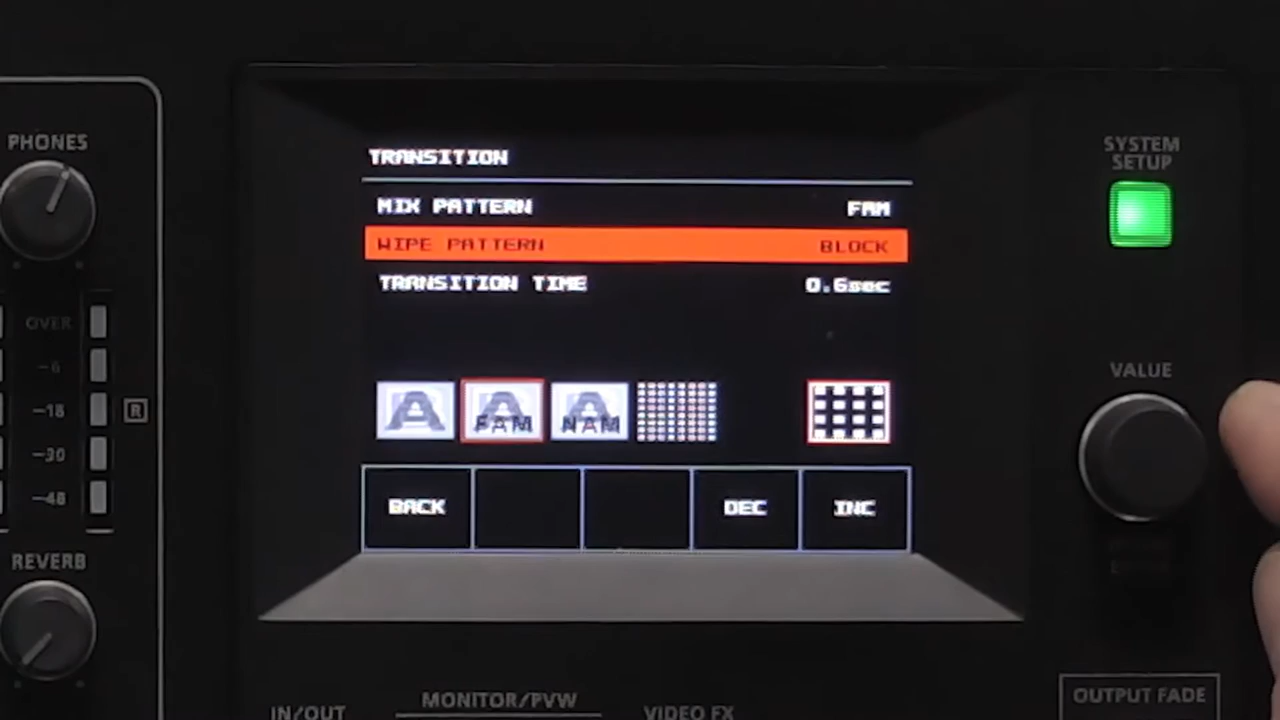 PHONES
OVER
-6
-18
R
-30
-48
REVERB
TRANSITION
MIX PATTERN FAM
WIPE PATTERN BLOCK
TRANSITION TIME 0.6sec
A
A FAM
A NAM
BACK
DEC
INC
SYSTEM
SETUP
VALUE
IN/OUT
MONITOR/PVW
VIDEO FX
OUTPUT FADE